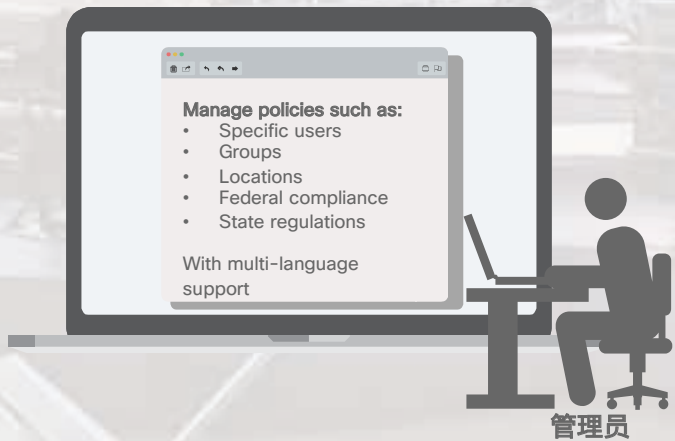 Manage policies such as:
• Specific users
• Groups
• Locations
• Federal compliance
• State regulations
With multi-language
support
管理员